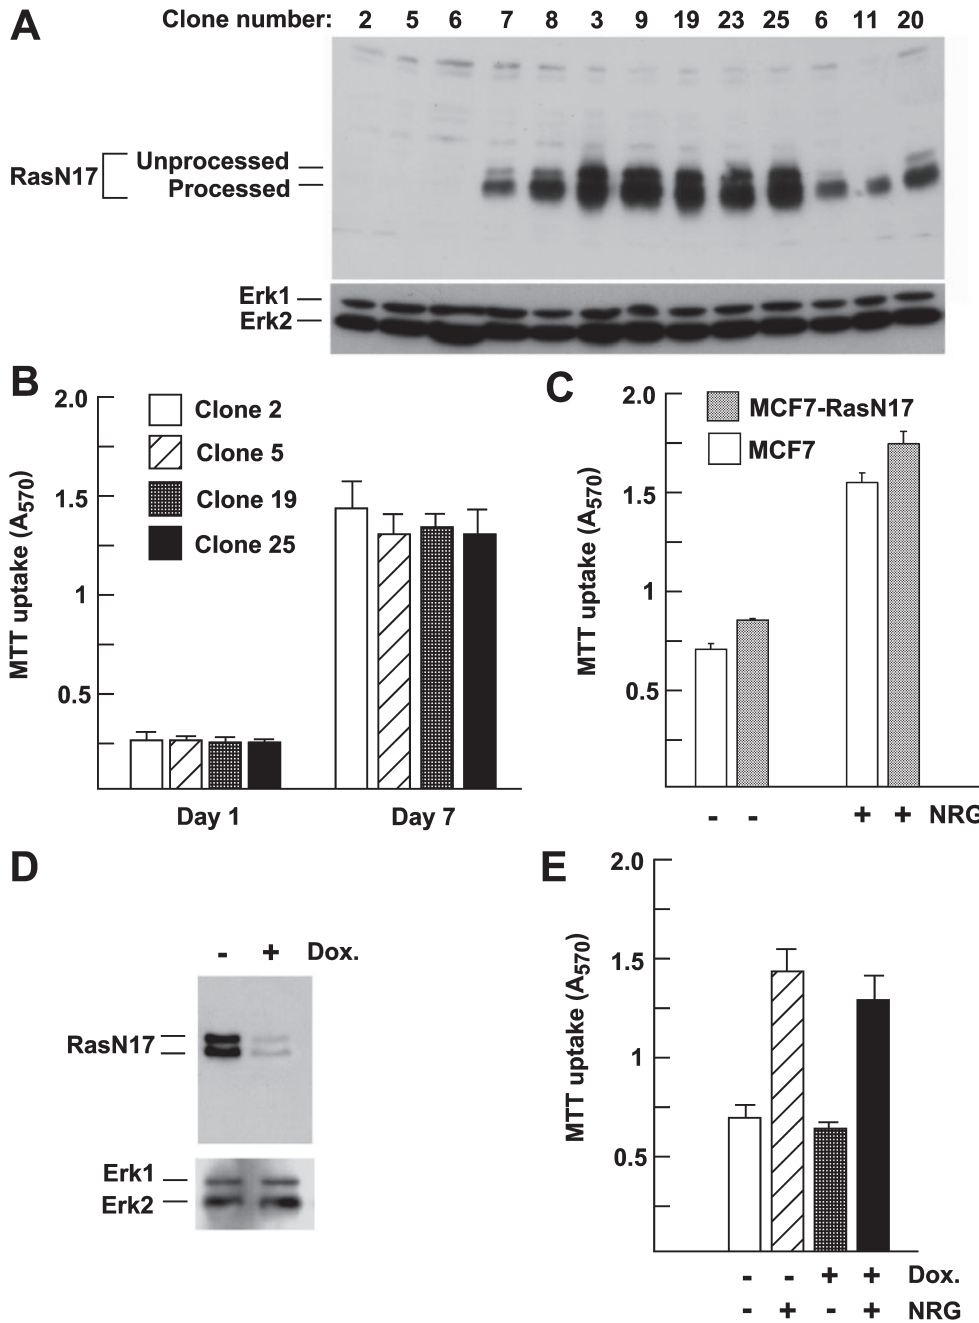 A
Clone number: 2 5 6 7 8 3 9 19 23 25 6 11 20
RasN17
Unprocessed
Processed
Erk1
Erk2
B
2.0
1.5
1
0.5
MTT uptake (A570)
Clone 2
Clone 5
Clone 19
Clone 25
Day 1 Day 7
C
2.0
1.5
1
0.5
MTT uptake (A570)
MCF7-RasN17
MCF7
- - + + NRG
D
- + Dox.
RasN17
Erk1
Erk2
E
2.0
1.5
1
0.5
MTT uptake (A570)
- - + + Dox.
- + - + NRG